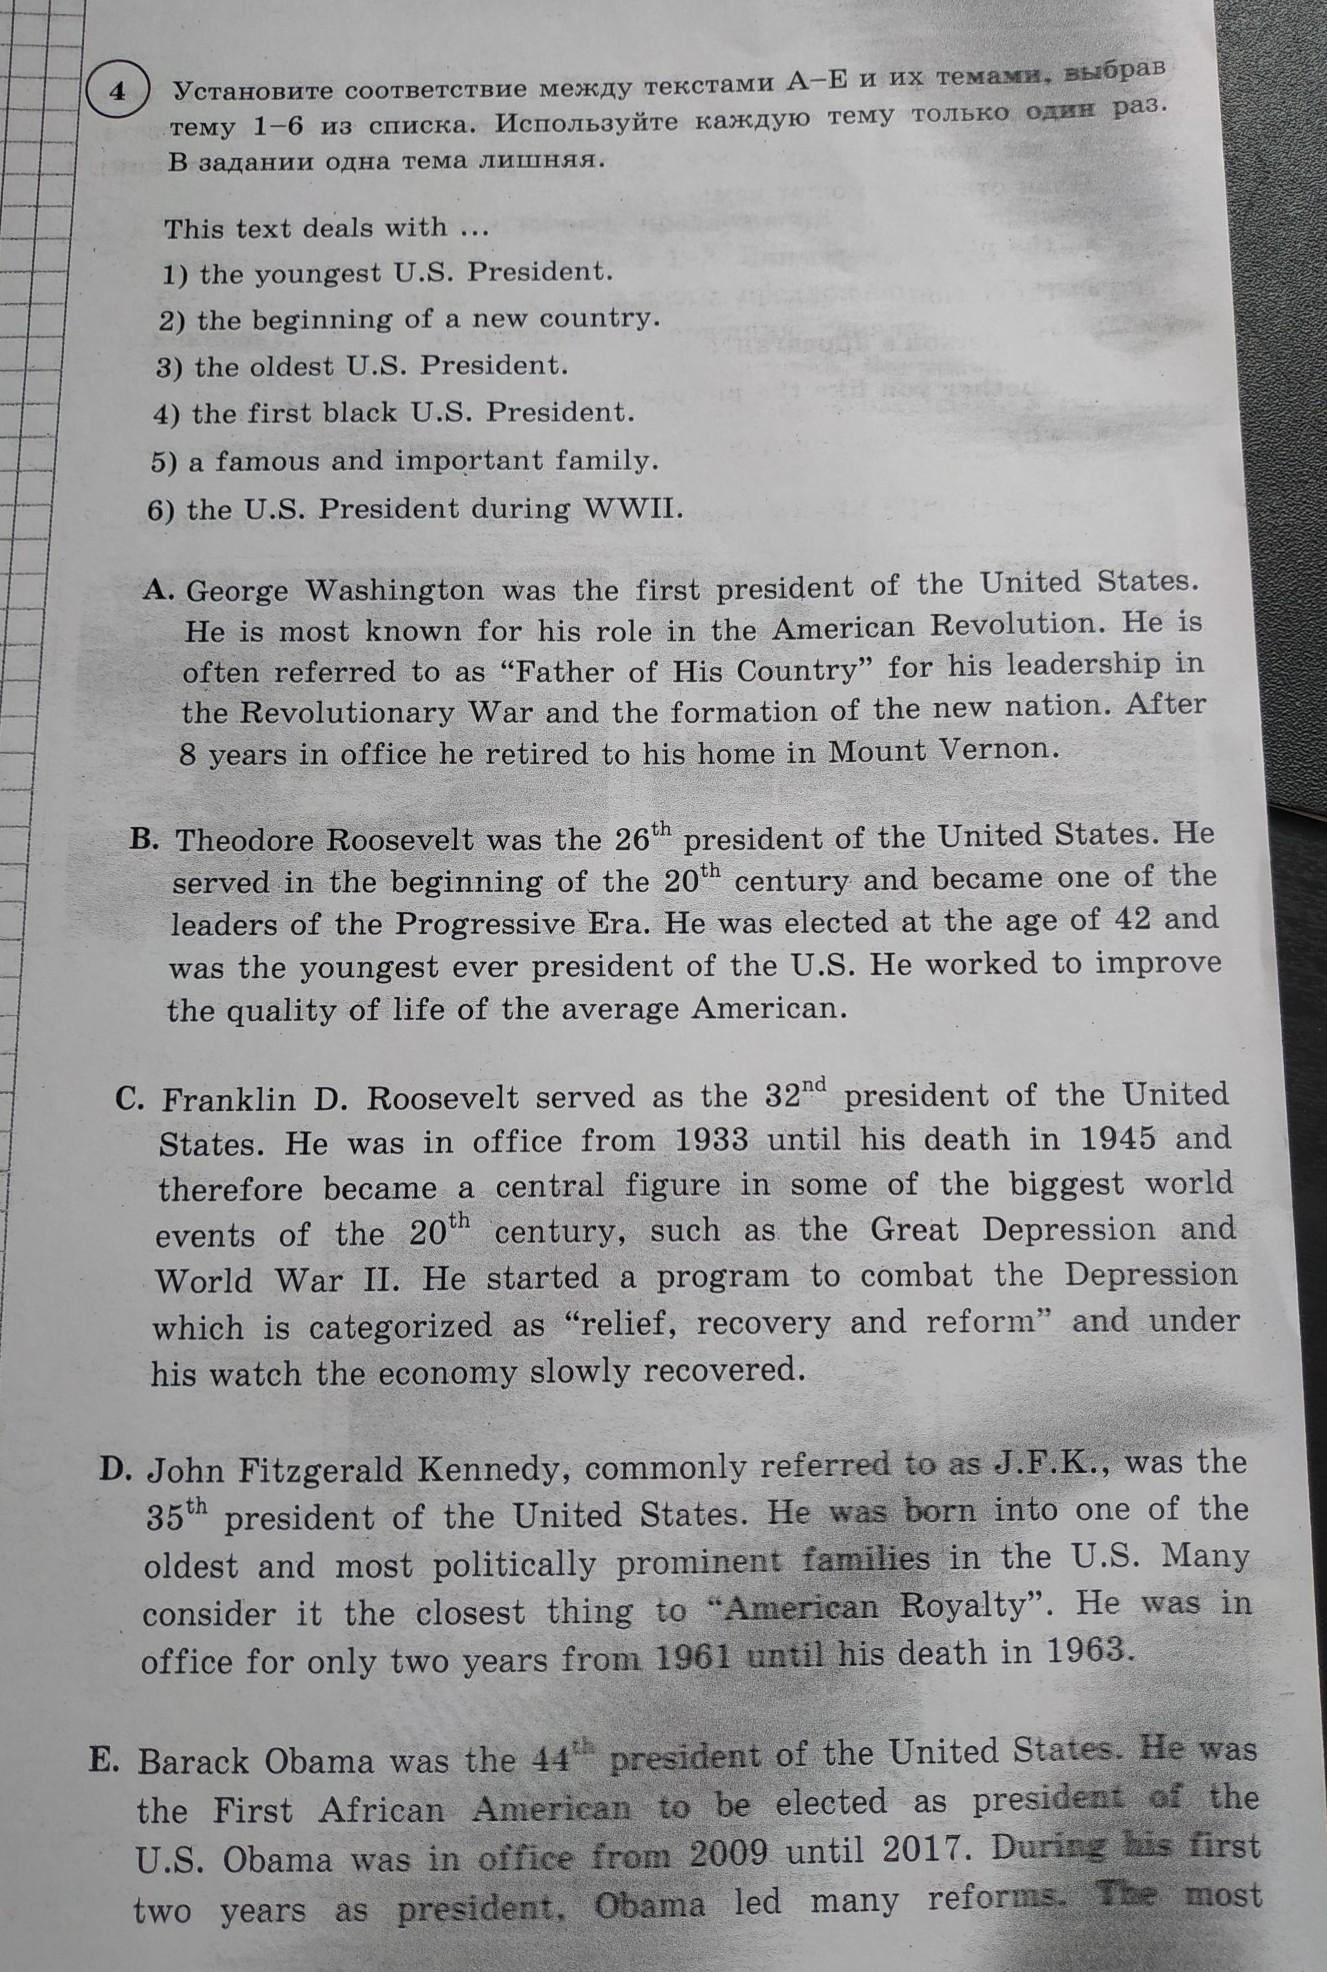 4 Установите соответствие между текстами A–E и их темами, выбрав
тему 1–6 из списка. Используйте каждую тему только один раз.
В задании одна тема лишняя.
This text deals with ...
1) the youngest U.S. President.
2) the beginning of a new country.
3) the oldest U.S. President.
4) the first black U.S. President.
5) a famous and important family.
6) the U.S. President during WWII.
A. George Washington was the first president of the United States.
He is most known for his role in the American Revolution. He is
often referred to as “Father of His Country” for his leadership in
the Revolutionary War and the formation of the new nation. After
8 years in office he retired to his home in Mount Vernon.
B. Theodore Roosevelt was the 26th president of the United States. He
served in the beginning of the 20th century and became one of the
leaders of the Progressive Era. He was elected at the age of 42 and
was the youngest ever president of the U.S. He worked to improve
the quality of life of the average American.
C. Franklin D. Roosevelt served as the 32nd president of the United
States. He was in office from 1933 until his death in 1945 and
therefore became a central figure in some of the biggest world
events of the 20th century, such as the Great Depression and
World War II. He started a program to combat the Depression
which is categorized as “relief, recovery and reform” and under
his watch the economy slowly recovered.
D. John Fitzgerald Kennedy, commonly referred to as J.F.K., was the
35th president of the United States. He was born into one of the
oldest and most politically prominent families in the U.S. Many
consider it the closest thing to “American Royalty”. He was in
office for only two years from 1961 until his death in 1963.
E. Barack Obama was the 44th president of the United States. He was
the First African American to be elected as president of the
U.S. Obama was in office from 2009 until 2017. During his first
two years as president, Obama led many reforms. The most